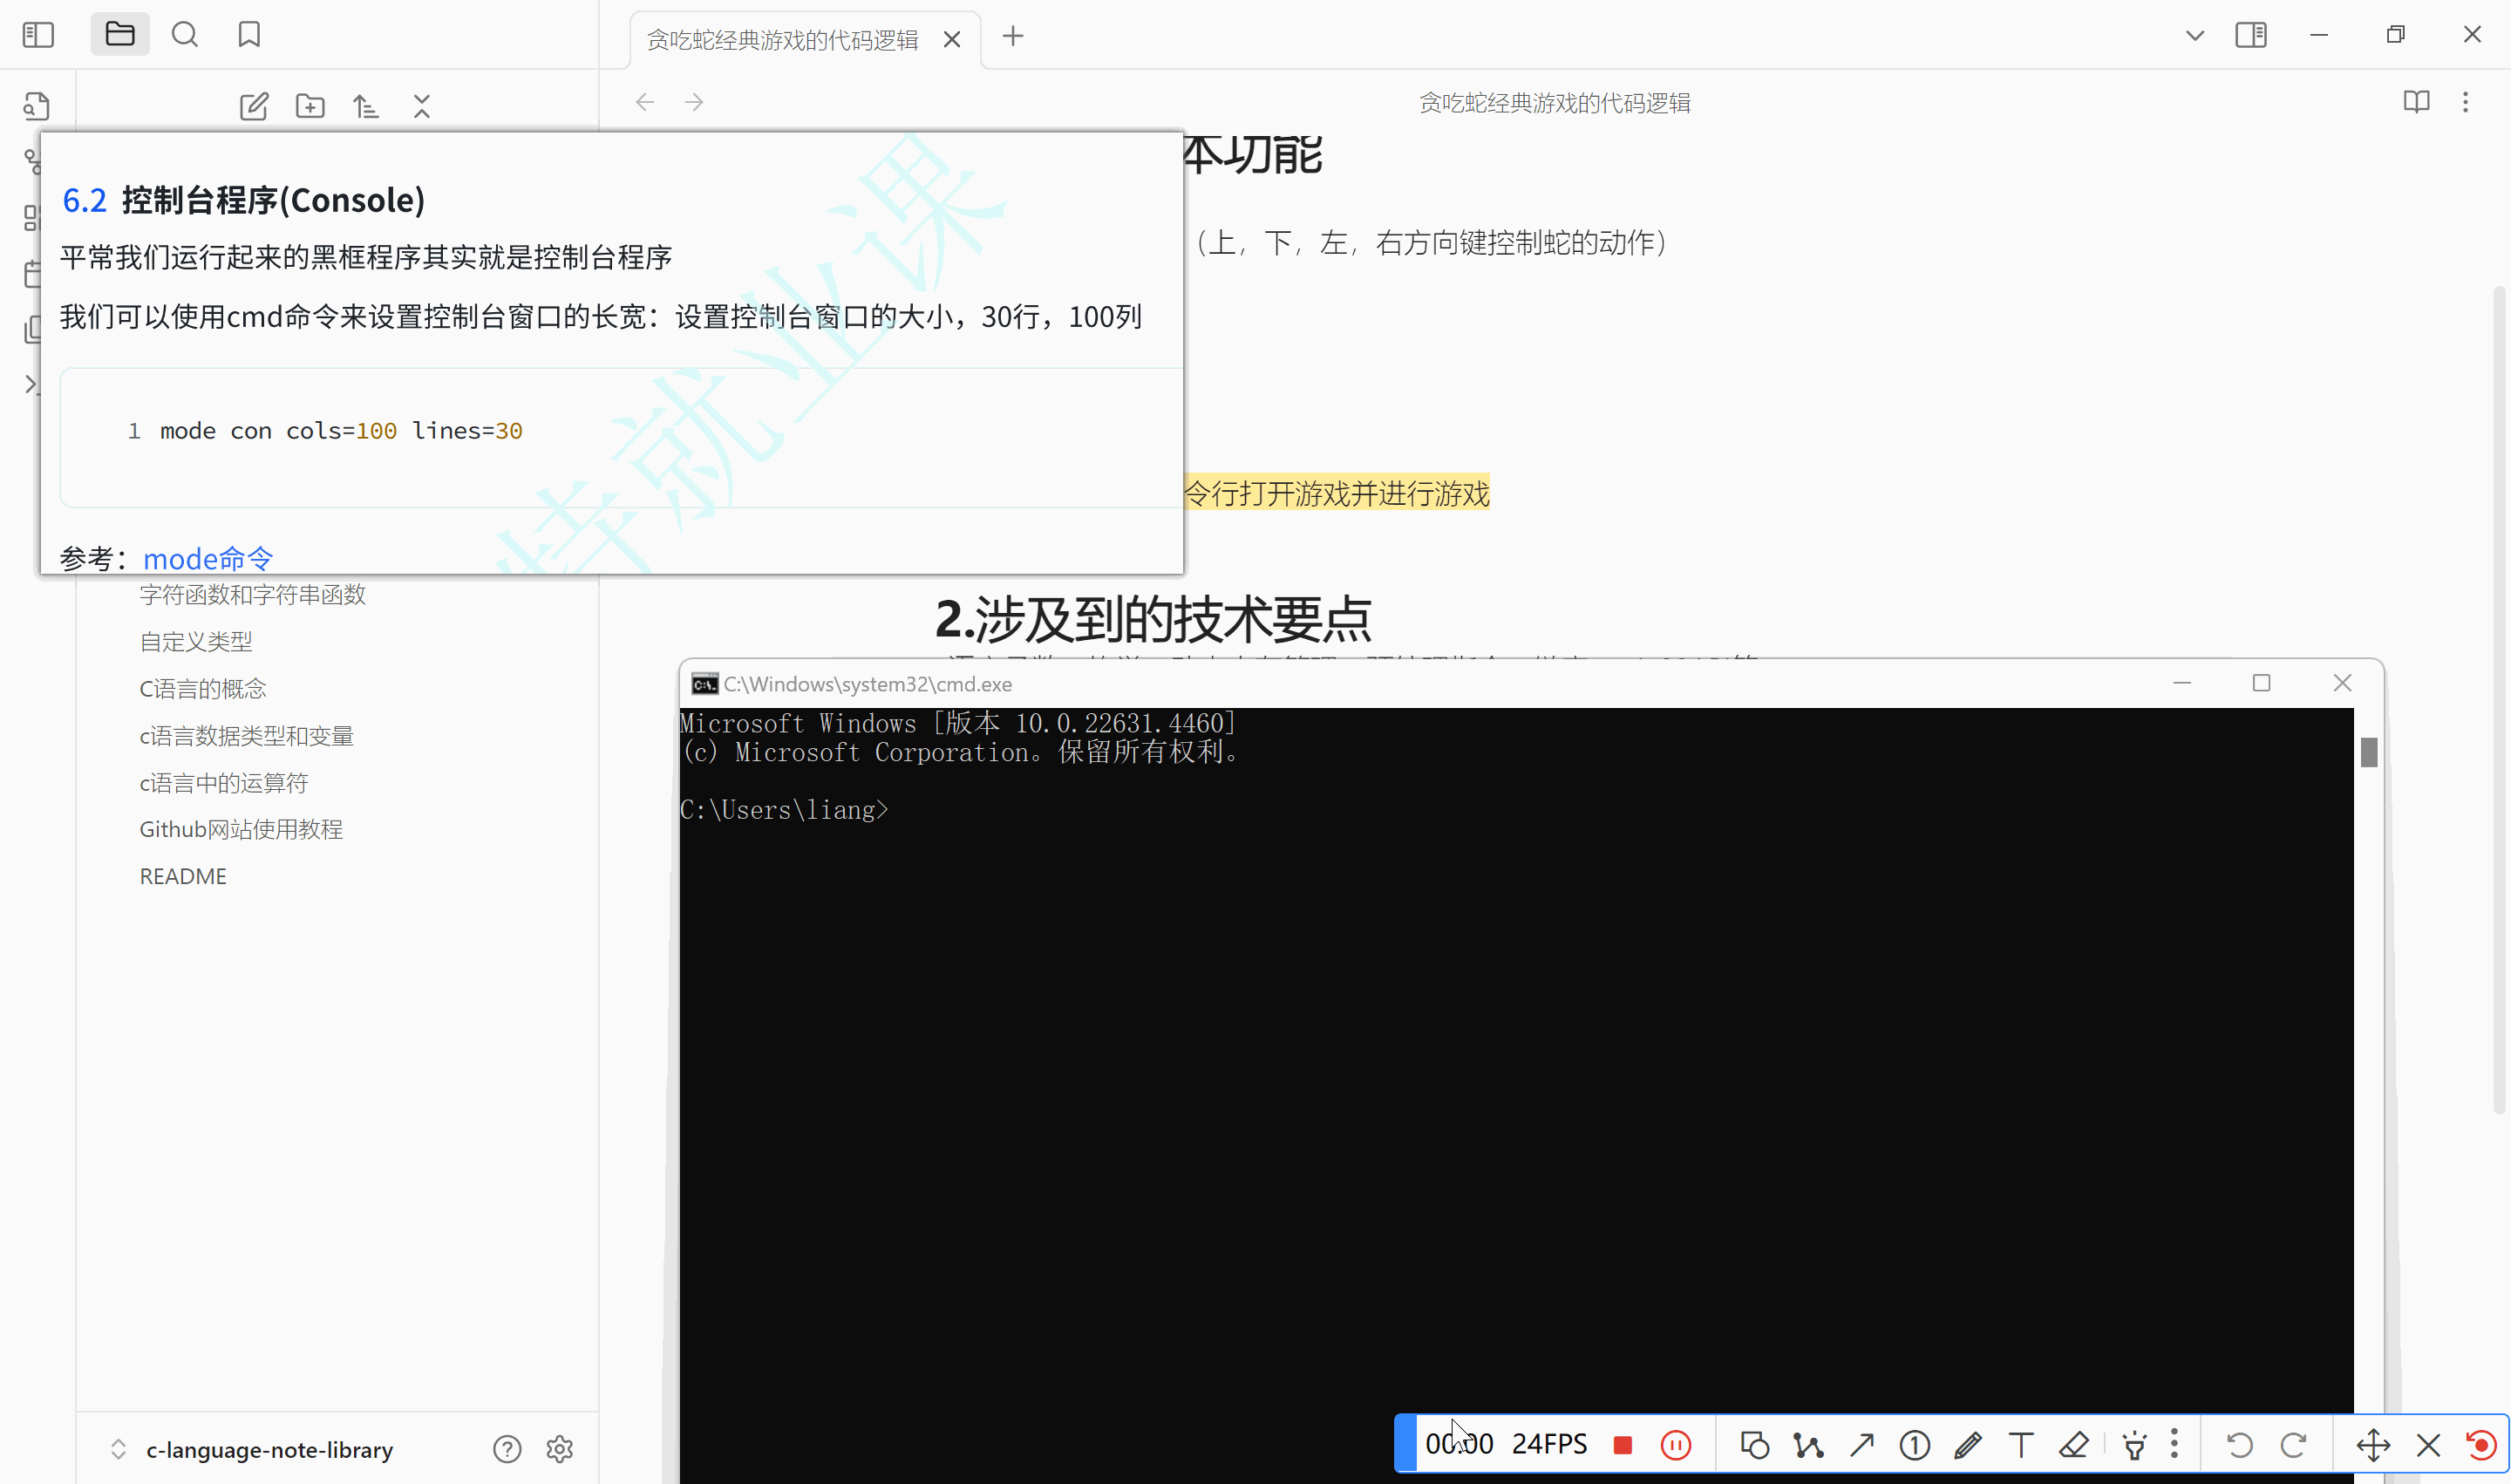 贪吃蛇经典游戏的代码逻辑
贪吃蛇经典游戏的代码逻辑
本功能
6.2 控制台程序(Console)
平常我们运行起来的黑框程序其实就是控制台程序
（上，下，左，右方向键控制蛇的动作）
我们可以使用cmd命令来设置控制台窗口的长宽：设置控制台窗口的大小，30行，100列
1 mode con cols=100 lines=30
令行打开游戏并进行游戏
参考：mode命令
特就业课
字符函数和字符串函数
自定义类型
C语言的概念
c语言数据类型和变量
c语言中的运算符
Github网站使用教程
README
2.涉及到的技术要点
C:\Windows\system32\cmd.exe
Microsoft Windows [版本 10.0.22631.4460]
(c) Microsoft Corporation。保留所有权利。
C:\Users\liang>
c-language-note-library
00:00 24FPS